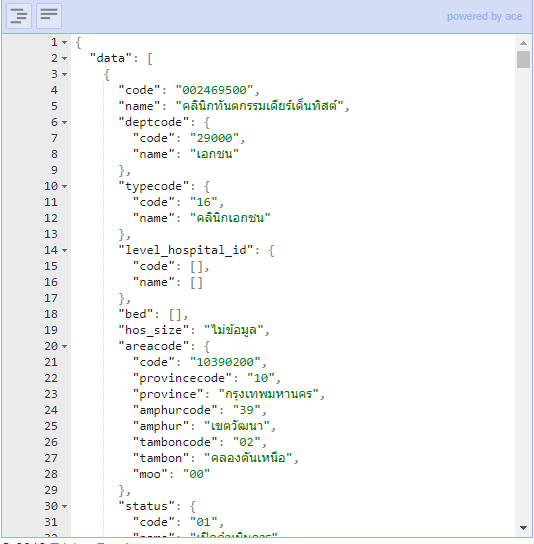 powered by ace
1 {
2 "data": [
3 {
4 "code": "002469500",
5 "name": "คลินิกทันตกรรมเดียร์เด็นทิสต์",
6 "deptcode": {
7 "code": "29000",
8 "name": "เอกชน"
9 },
10 "typecode": {
11 "code": "16",
12 "name": "คลินิกเอกชน"
13 },
14 "level_hospital_id": {
15 "code": [],
16 "name": []
17 },
18 "bed": [],
19 "hos_size": "ไม่ข้อมูล",
20 "areacode": {
21 "code": "10390200",
22 "provincecode": "10",
23 "province": "กรุงเทพมหานคร",
24 "amphurcode": "39",
25 "amphur": "เขตวัฒนา",
26 "tamboncode": "02",
27 "tambon": "คลองตันเหนือ",
28 "moo": "00"
29 },
30 "status": {
31 "code": "01",